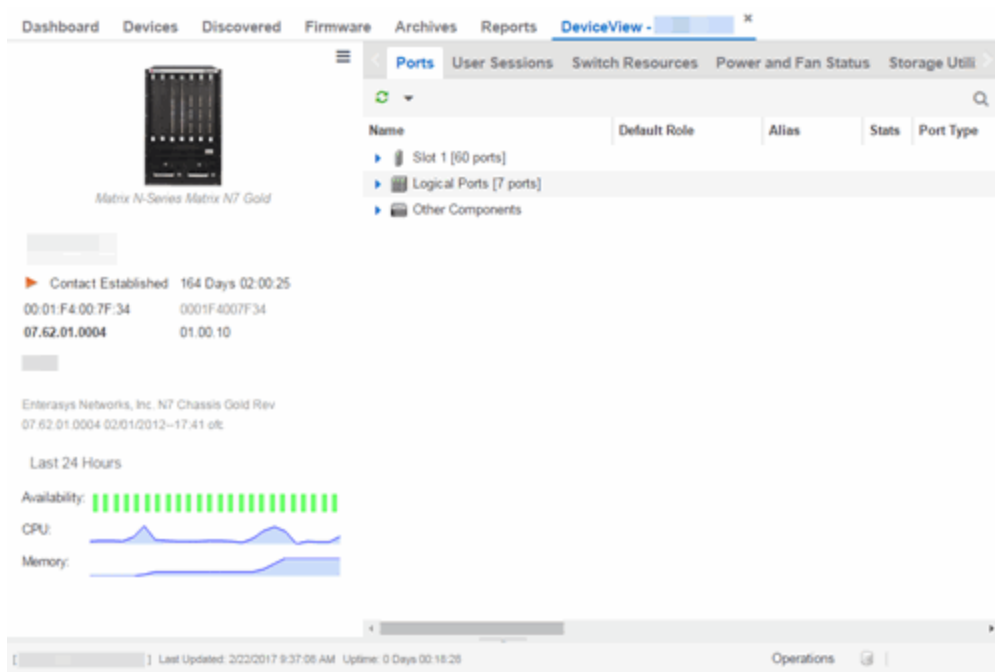 Dashboard Devices Discovered Firmware Archives Reports DeviceView -
Ports User Sessions Switch Resources Power and Fan Status Storage Utili
Name Default Role Alias Stats Port Type
Slot 1 [60 ports]
Logical Ports [7 ports]
Other Components
Matrix N-Series Matrix N7 Gold
Contact Established 164 Days 02:00:25
00:01:F4:00:7F:34 0001F4007F34
07.62.01.0004 01.00.10
Enterasys Networks, Inc. N7 Chassis Gold Rev
07.62.01.0004 02/01/2012--17:41 ofc
Last 24 Hours
Availability:
CPU:
Memory:
[ ] Last Updated: 2/22/2017 9:37:08 AM Uptime: 0 Days 00:18:28 Operations